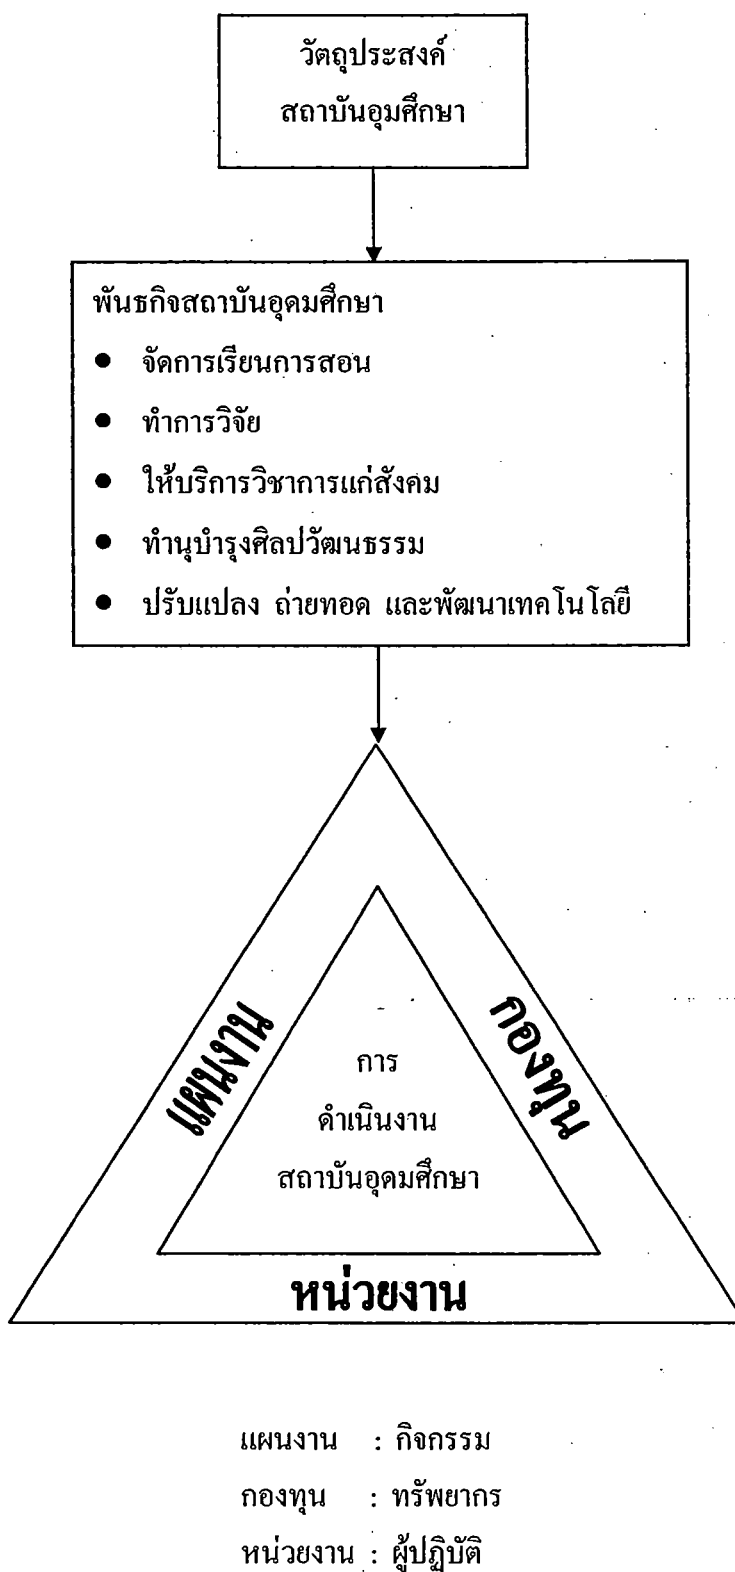 วัตถุประสงค์
สถาบันอุมศึกษา
พันธกิจสถาบันอุดมศึกษา
● จัดการเรียนการสอน
● ทำการวิจัย
● ให้บริการวิชาการแก่สังคม
● ทำนุบำรุงศิลปวัฒนธรรม
● ปรับแปลง ถ่ายทอด และพัฒนาเทคโนโลยี
แผนงาน
กองทุน
การ
ดำเนินงาน
สถาบันอุดมศึกษา
หน่วยงาน
แผนงาน : กิจกรรม
กองทุน : ทรัพยากร
หน่วยงาน : ผู้ปฏิบัติ